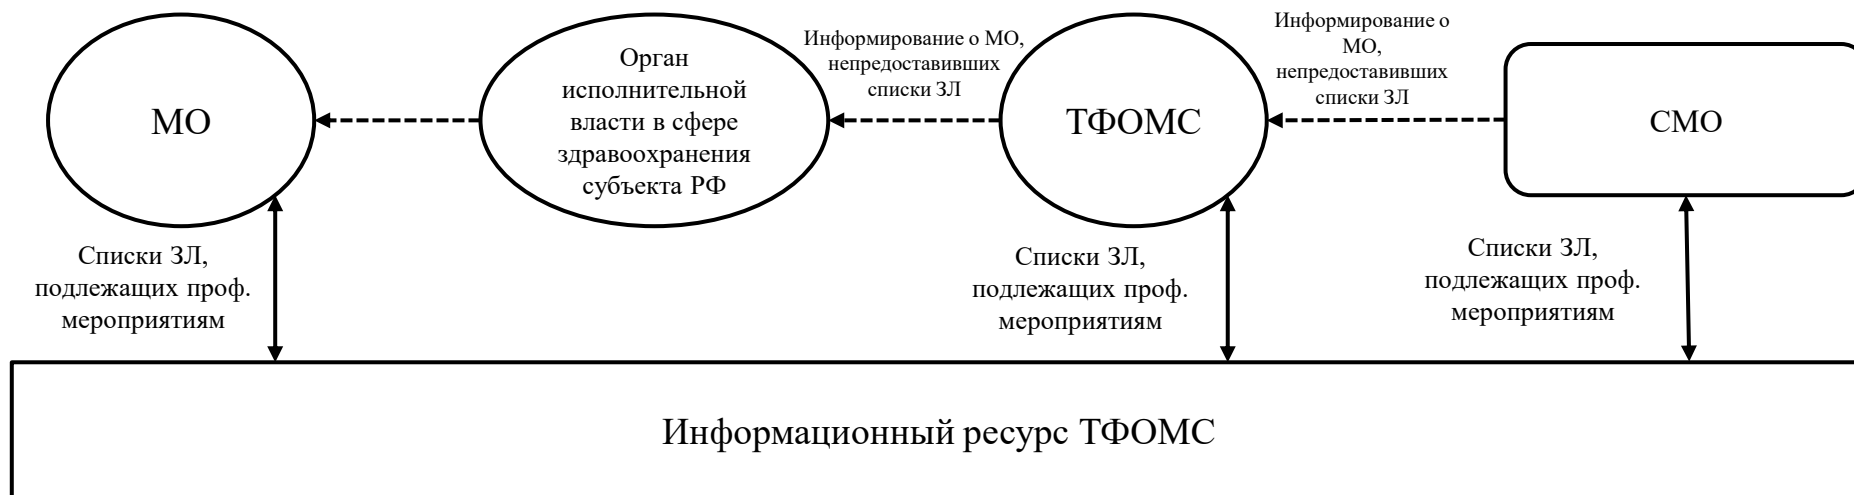 МО
Орган
исполнительной
власти в сфере
здравоохранения
субъекта РФ
Информирование о МО,
непредоставивших
списки ЗЛ
ТФОМС
Информирование о
МО,
непредоставивших
списки ЗЛ
СМО
Списки ЗЛ,
подлежащих проф.
мероприятиям
Списки ЗЛ,
подлежащих проф.
мероприятиям
Списки ЗЛ,
подлежащих проф.
мероприятиям
Информационный ресурс ТФОМС